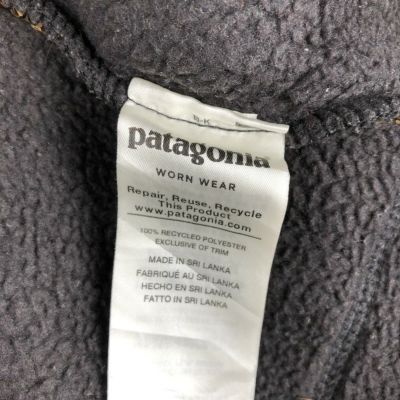 patagonia
WORN WEAR
Repair, Reuse, Recycle
This Product
www.patagonia.com
100% RECYCLED POLYESTER
EXCLUSIVE OF TRIM
MADE IN SRI LANKA
FABRIQUÉ AU SRI LANKA
HECHO EN SRI LANKA
FATTO IN SRI LANKA